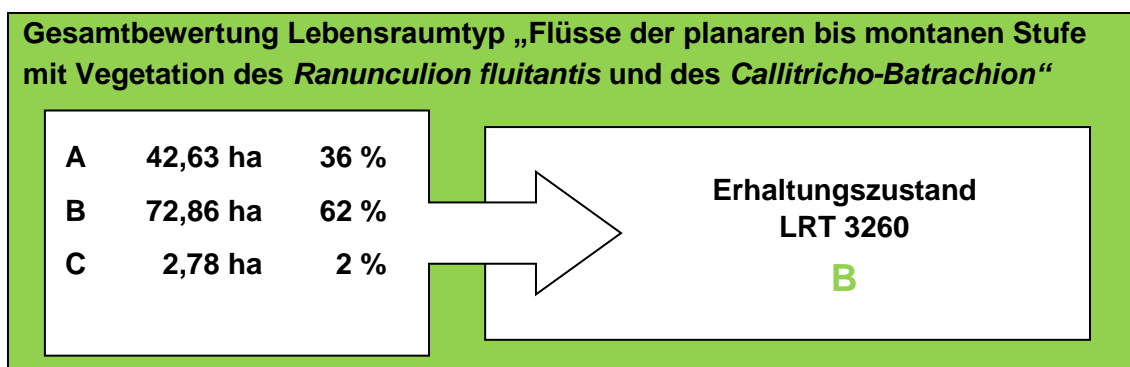 Gesamtbewertung Lebensraumtyp „Flüsse der planaren bis montanen Stufe
mit Vegetation des Ranunculion fluitantis und des Callitricho-Batrachion“
A 42,63 ha 36 %
B 72,86 ha 62 %
C 2,78 ha 2 %
Erhaltungszustand
LRT 3260
B